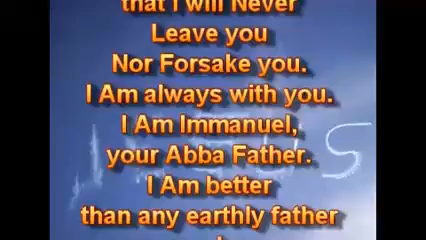 that I will Never
Leave you
Nor Forsake you.
I Am always with you.
I Am Immanuel,
your Abba Father.
I Am better
than any earthly father
JESUS